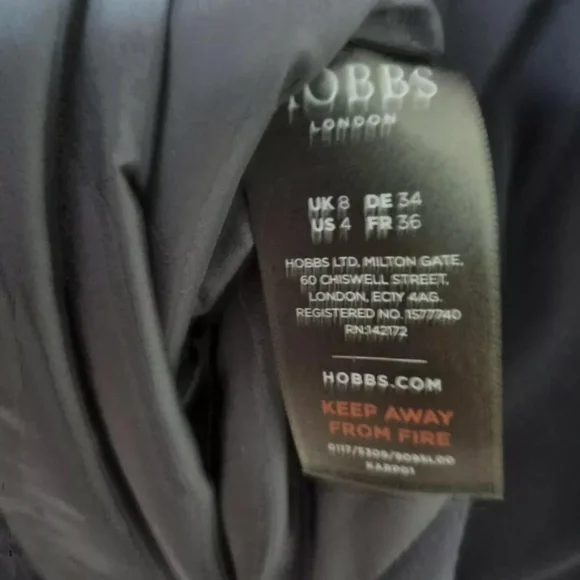 HOBBS
LONDON
UK 8 DE 34
US 4 FR 36
HOBBS LTD, MILTON GATE,
60 CHISWELL STREET,
LONDON, EC1Y 4AG.
REGISTERED NO. 1577740
RN:142172
HOBBS.COM
KEEP AWAY
FROM FIRE